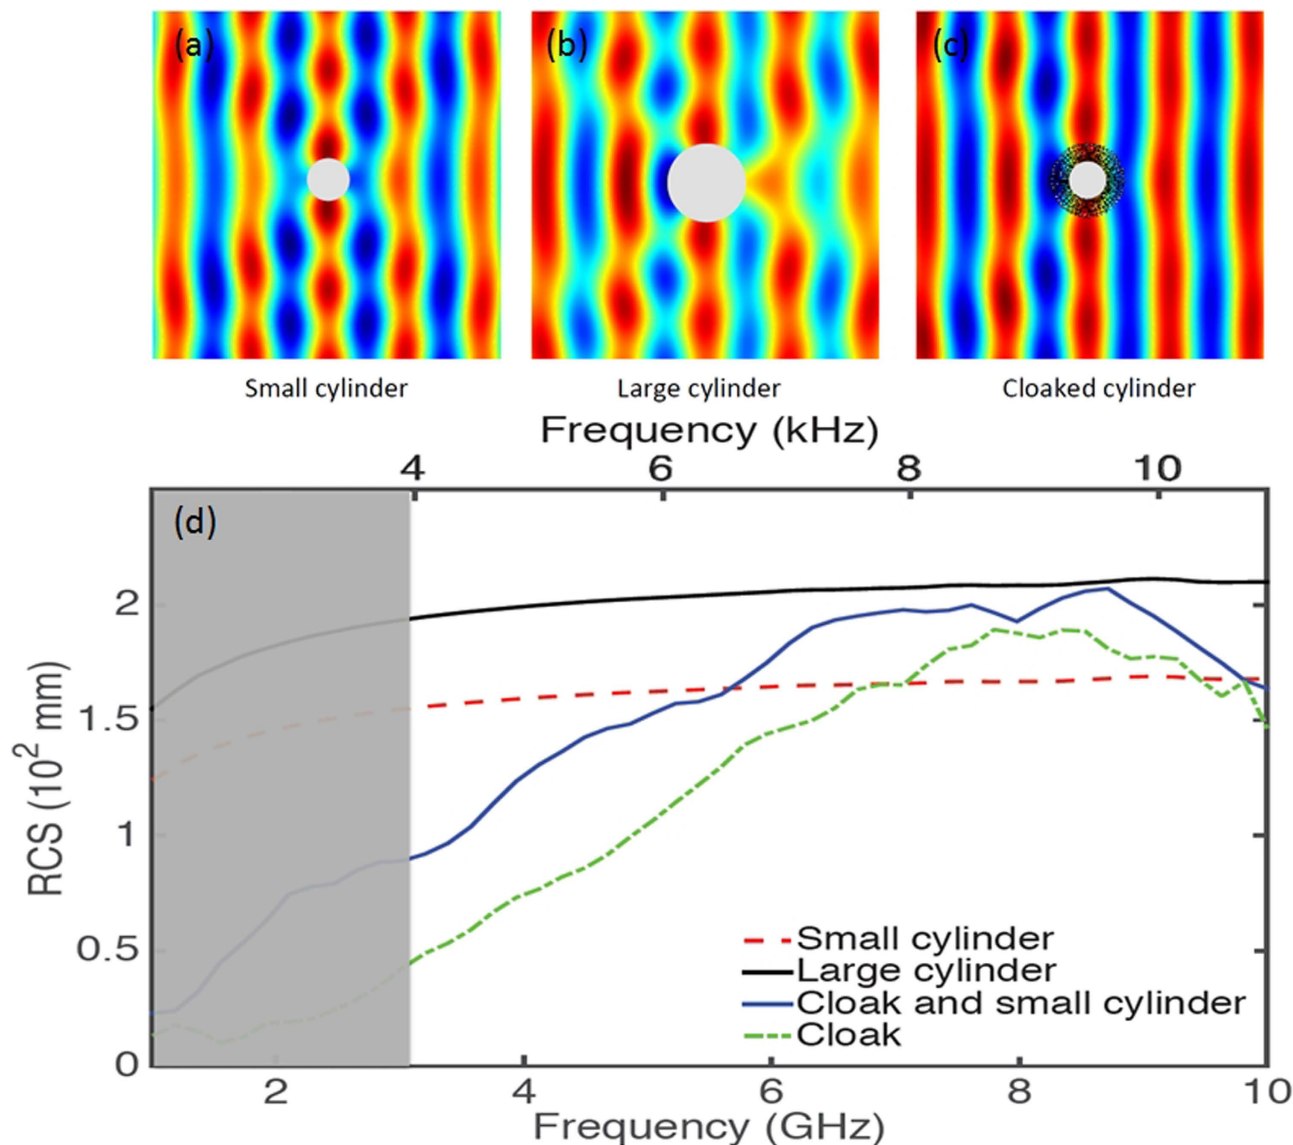 (a) (b) (c)
Small cylinder Large cylinder Cloaked cylinder
Frequency (kHz)
4 6 8 10
(d)
2
1.5
1
0.5
0
RCS (10² mm)
Small cylinder
Large cylinder
Cloak and small cylinder
Cloak
2 4 6 8 10
Frequency (GHz)